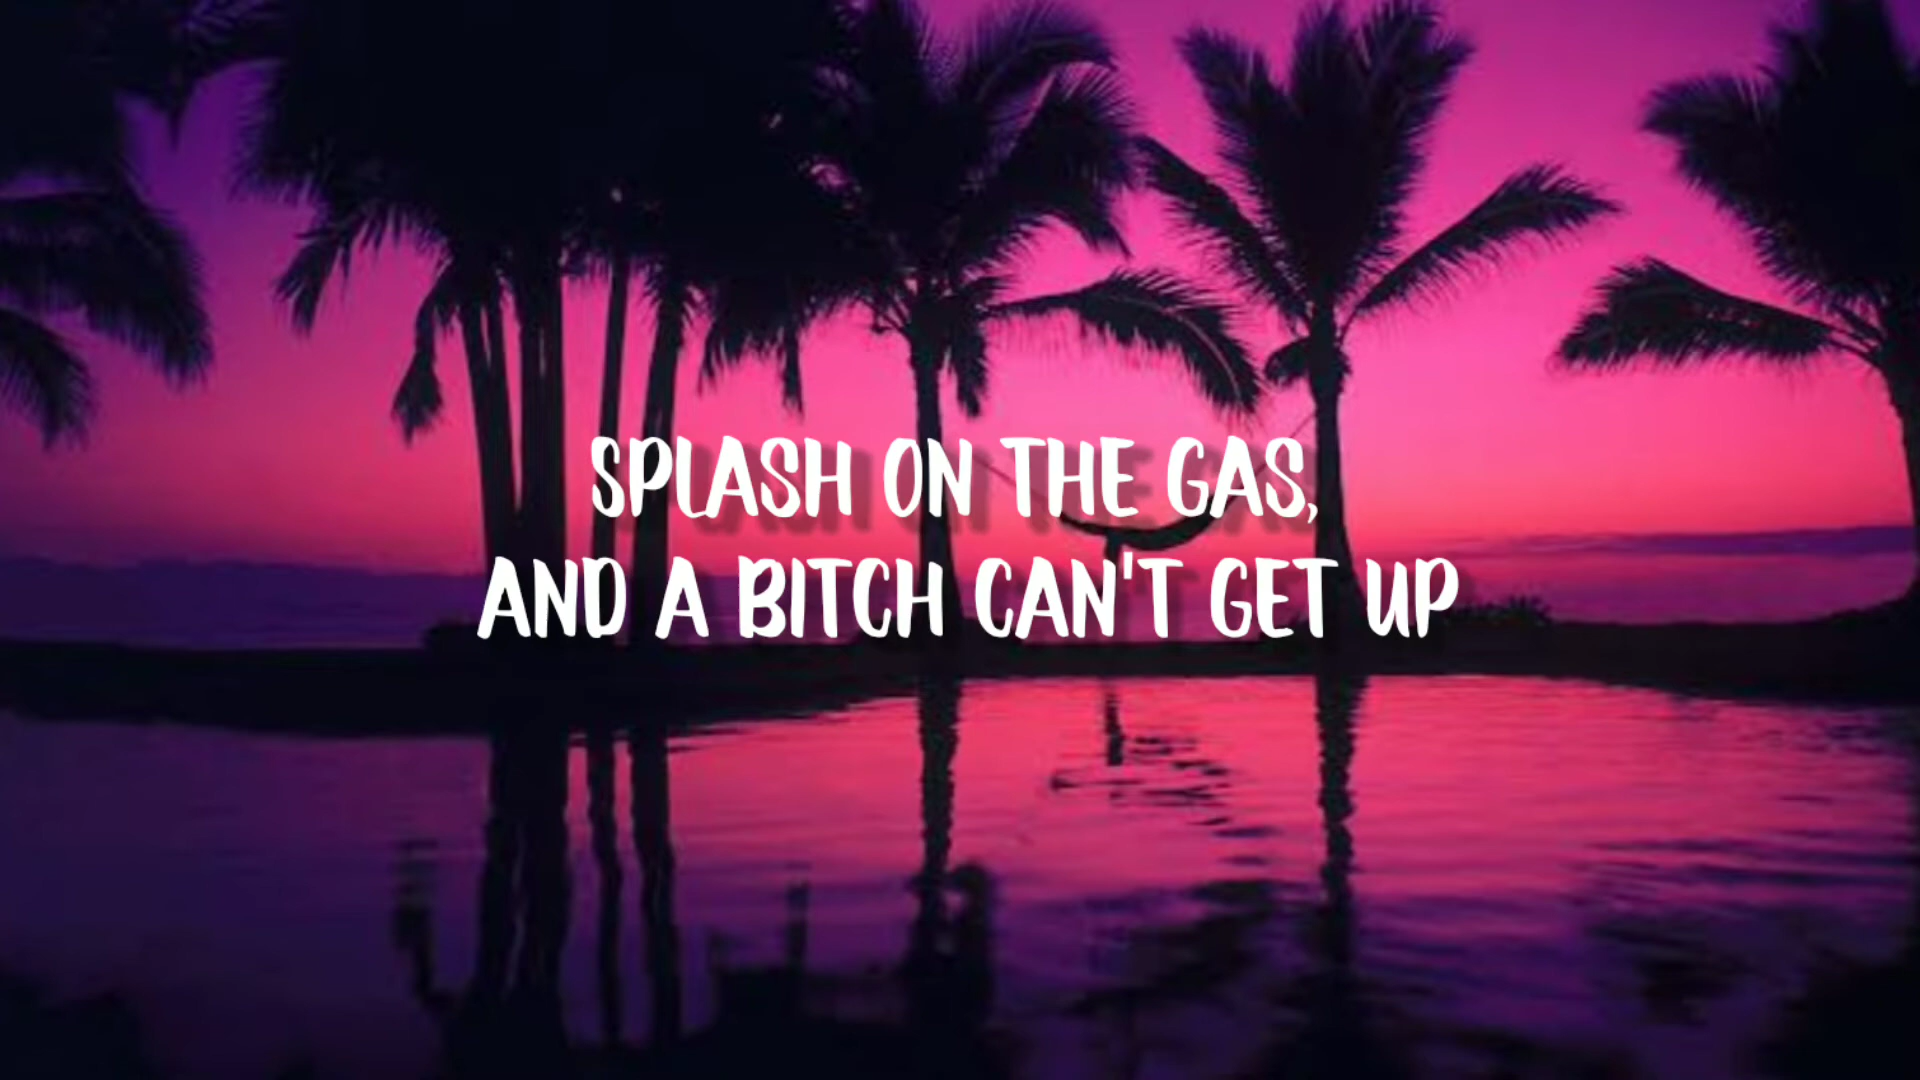 SPLASH ON THE GAS,
AND A BITCH CAN'T GET UP